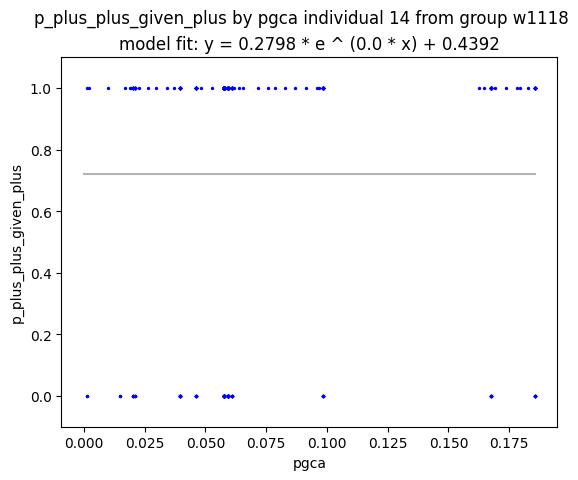 p_plus_plus_given_plus by pgca individual 14 from group w1118
model fit: y = 0.2798 * e ^ (0.0 * x) + 0.4392
1.0
0.8
0.6
0.4
0.2
0.0
p_plus_plus_given_plus
0.000 0.025 0.050 0.075 0.100 0.125 0.150 0.175
pgca